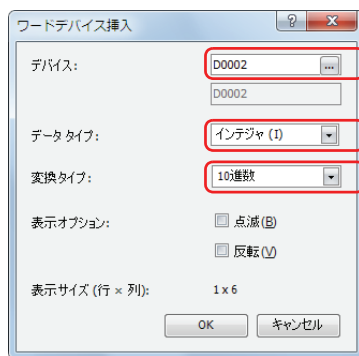 ワードデバイス挿入
デバイス: D0002 ...
D0002
データ タイプ: インテジャ (I)
変換タイプ: 10進数
表示オプション: 点滅(B)
反転(V)
表示サイズ (行 × 列): 1 x 6
OK キャンセル